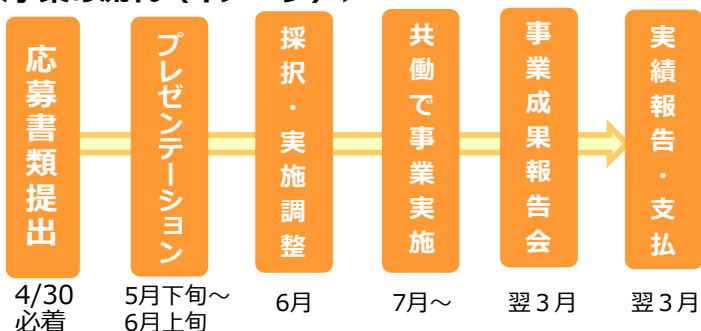 応募書類提出
プレゼンテーション
採択・実施調整
共働で事業実施
事業成果報告会
実績報告・支払
4/30
必着
5月下旬～
6月上旬
6月
7月～
翌３月
翌３月